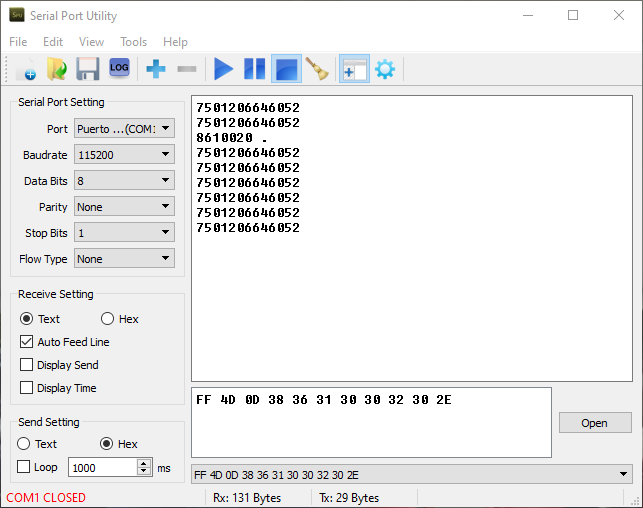 Serial Port Utility
File Edit View Tools Help
LOG
Serial Port Setting
Port Puerto ...(COM1
Baudrate 115200
Data Bits 8
Parity None
Stop Bits 1
Flow Type None
Receive Setting
Text Hex
Auto Feed Line
Display Send
Display Time
Send Setting
Text Hex
Loop 1000 ms
7501206646052
7501206646052
8610020 .
7501206646052
7501206646052
7501206646052
7501206646052
7501206646052
7501206646052
FF 4D 0D 38 36 31 30 30 32 30 2E
Open
FF 4D 0D 38 36 31 30 30 32 30 2E
COM1 CLOSED Rx: 131 Bytes Tx: 29 Bytes